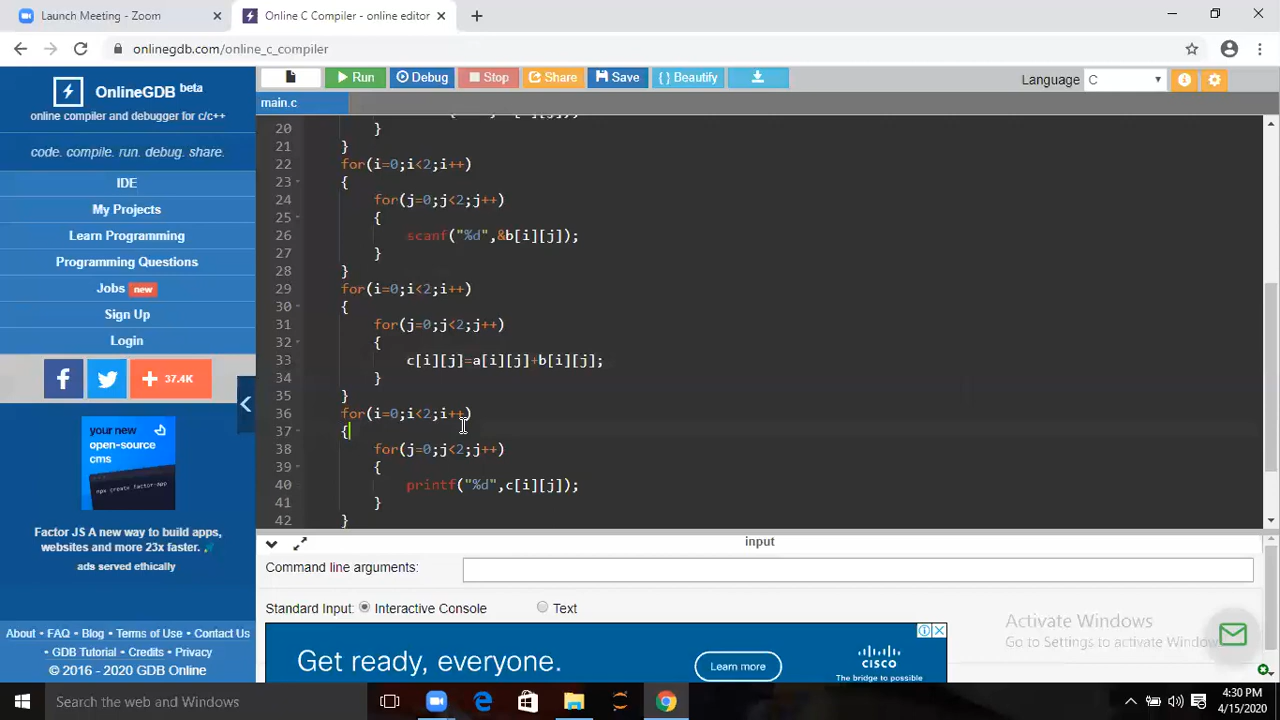 Launch Meeting - Zoom
Online C Compiler - online editor
onlinegdb.com/online_c_compiler
OnlineGDB beta
online compiler and debugger for c/c++
code. compile. run. debug. share.
IDE
My Projects
Learn Programming
Programming Questions
Jobs new
Sign Up
Login
37.4K
your new
open-source
cms
npx create factor-app
Factor JS A new way to build apps,
websites and more 23x faster.
ads served ethically
About • FAQ • Blog • Terms of Use • Contact Us
• GDB Tutorial • Credits • Privacy
© 2016 - 2020 GDB Online
Run Debug Stop Share Save { } Beautify
Language C
main.c
20 }
21 }
22 for(i=0;i<2;i++)
23 {
24 for(j=0;j<2;j++)
25 {
26 scanf("%d",&b[i][j]);
27 }
28 }
29 for(i=0;i<2;i++)
30 {
31 for(j=0;j<2;j++)
32 {
33 c[i][j]=a[i][j]+b[i][j];
34 }
35 }
36 for(i=0;i<2;i++)
37 {
38 for(j=0;j<2;j++)
39 {
40 printf("%d",c[i][j]);
41 }
42 }
input
Command line arguments:
Standard Input: Interactive Console Text
Get ready, everyone.
Learn more
cisco
The bridge to possible
Activate Windows
Go to Settings to activate Window
Search the web and Windows
4:30 PM
4/15/2020